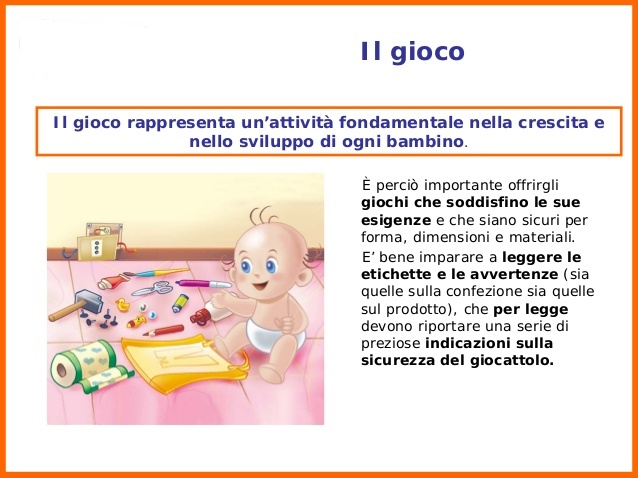 Il gioco
Il gioco rappresenta un’attività fondamentale nella crescita e
nello sviluppo di ogni bambino.
È perciò importante offrirgli
giochi che soddisfino le sue
esigenze e che siano sicuri per
forma, dimensioni e materiali.
E’ bene imparare a leggere le
etichette e le avvertenze (sia
quelle sulla confezione sia quelle
sul prodotto), che per legge
devono riportare una serie di
preziose indicazioni sulla
sicurezza del giocattolo.